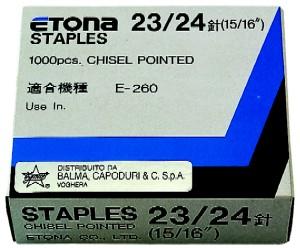 ETONA 23/24針(15/16")
STAPLES
1000pcs. CHISEL POINTED
適合機種 E-260
Use In.
DISTRIBUITO DA
BALMA, CAPODURI & C. S.p.A.
VOGHERA
STAPLES 23/24針
CHISEL POINTED (15/16")
ETONA CO., LTD.